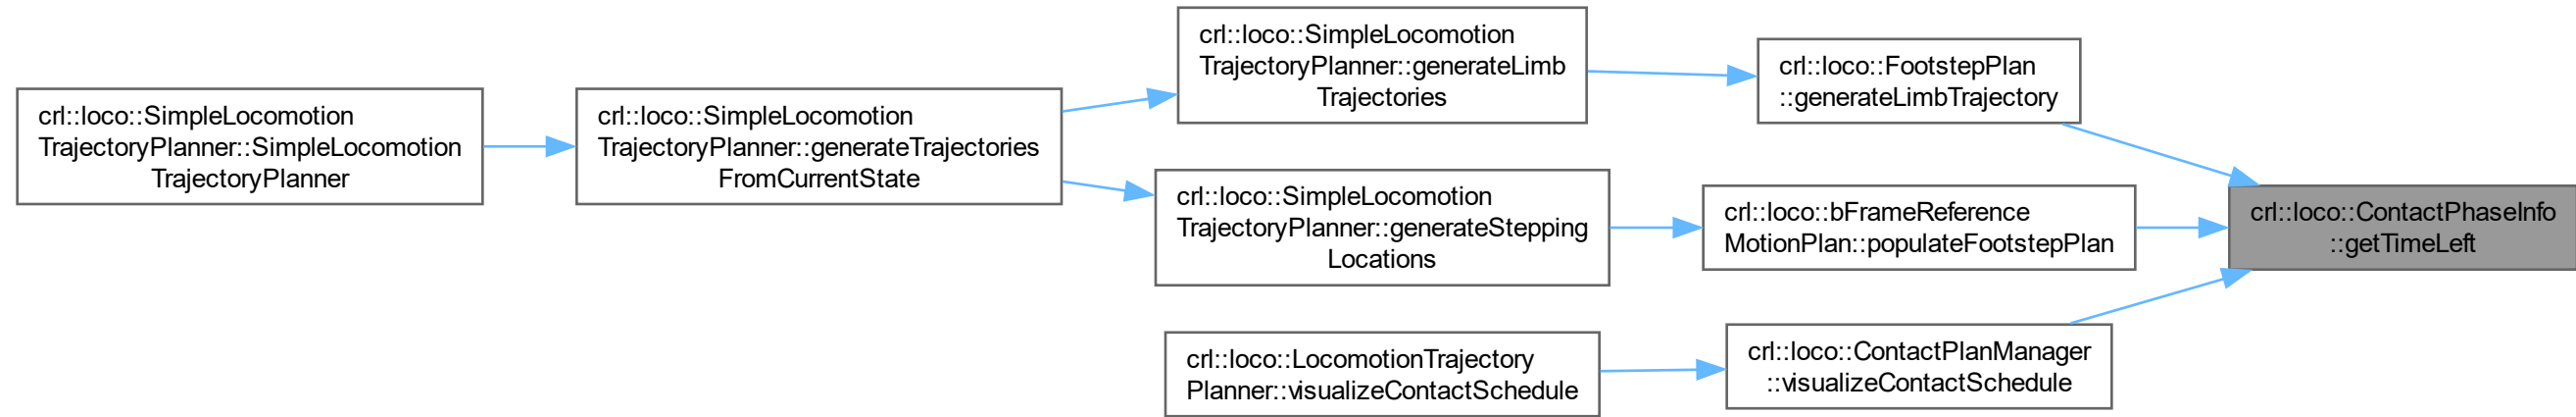 crl::loco::SimpleLocomotion
TrajectoryPlanner::SimpleLocomotion
TrajectoryPlanner
crl::loco::SimpleLocomotion
TrajectoryPlanner::generateTrajectories
FromCurrentState
crl::loco::SimpleLocomotion
TrajectoryPlanner::generateLimb
Trajectories
crl::loco::FootstepPlan
::generateLimbTrajectory
crl::loco::SimpleLocomotion
TrajectoryPlanner::generateStepping
Locations
crl::loco::bFrameReference
MotionPlan::populateFootstepPlan
crl::loco::ContactPhaseInfo
::getTimeLeft
crl::loco::LocomotionTrajectory
Planner::visualizeContactSchedule
crl::loco::ContactPlanManager
::visualizeContactSchedule